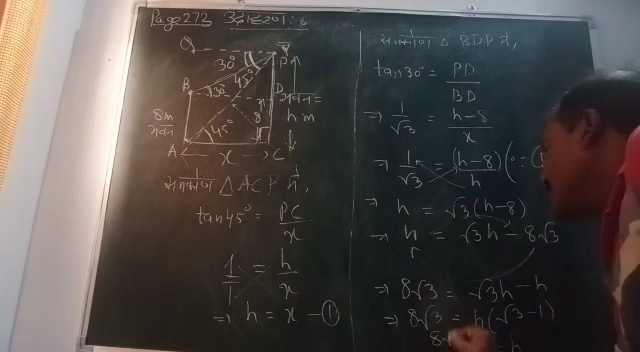 Page 272 उदाहरण : 6
Q
P
30°
45°
B
30°
D
8m
भवन
8
भवन =
h m
45°
A
x
C
समकोण △ ACP में,
tan45° = PC/x
1/1 = h/x
⇒ h = x – ①
समकोण △ BDP में,
tan30° = PD/BD
⇒ 1/√3 = h-8/x
⇒ 1/√3 = (h-8)/h (∵
⇒ h = √3(h-8)
⇒ h = √3h - 8√3
⇒ 8√3 = √3h - h
⇒ 8√3 = h(√3-1)
= h